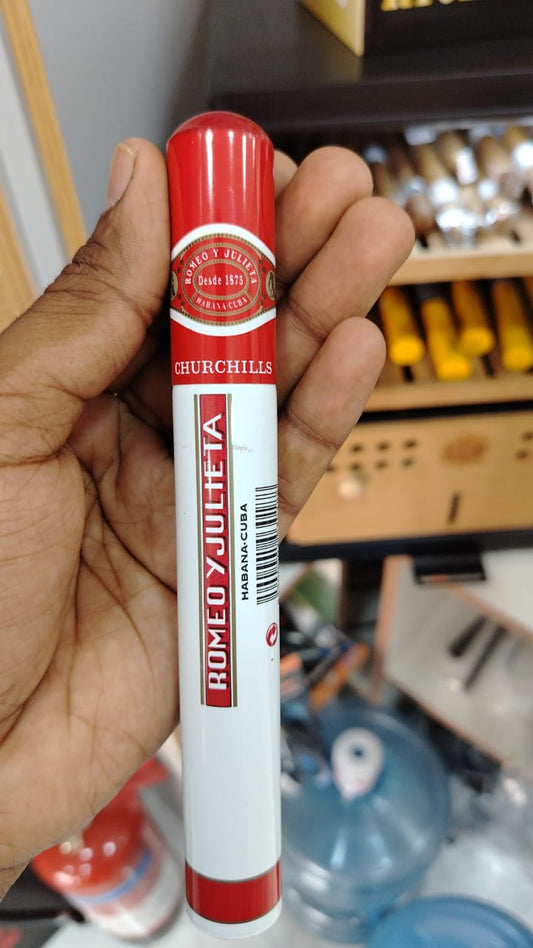 ROMEO Y JULIETA
Desde 1875
HABANA·CUBA
CHURCHILLS
ROMEO Y JULIETA
HABANA·CUBA